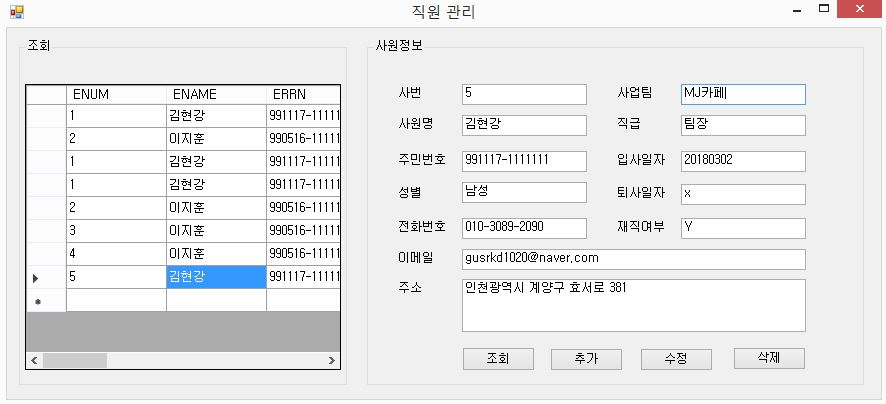 직원 관리
조회
ENUM ENAME ERRN
1 김현강 991117-11111
2 이지훈 990516-11111
1 김현강 991117-11111
1 김현강 991117-11111
2 이지훈 990516-11111
3 이지훈 990516-11111
4 이지훈 990516-11111
5 김현강 991117-11111
사원정보
사번 5 사업팀 MJ카페
사원명 김현강 직급 팀장
주민번호 991117-1111111 입사일자 20180302
성별 남성 퇴사일자 x
전화번호 010-3089-2090 재직여부 Y
이메일 gusrkd1020@naver.com
주소 인천광역시 계양구 효서로 381
조회 추가 수정 삭제